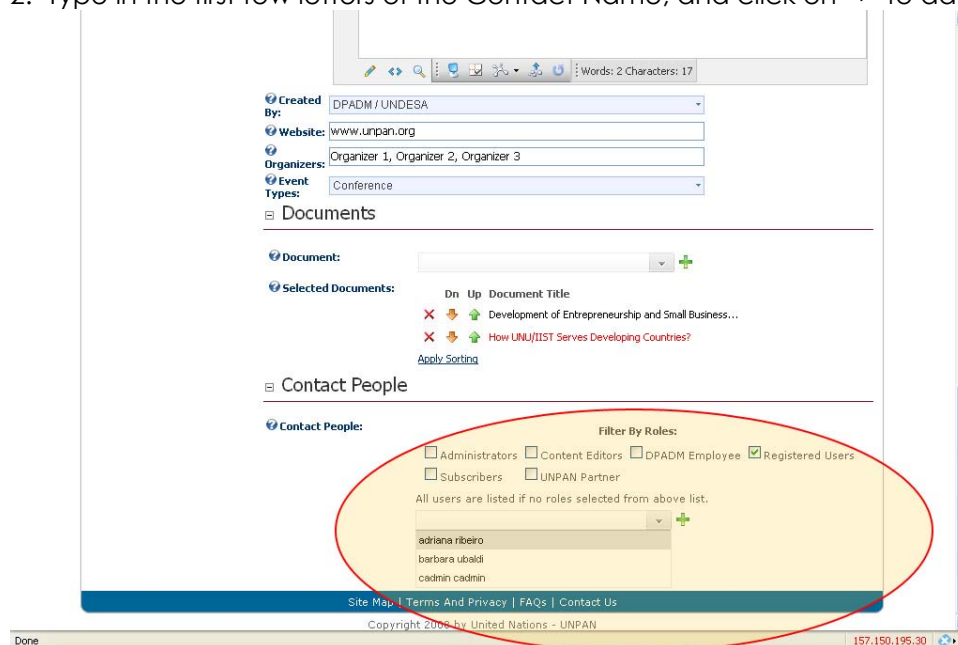 2. Type in the first few letters of the Contact Name, and click on
Words: 2 Characters: 17
Created By: DPADM / UNDESA
Website: www.unpan.org
Organizers: Organizer 1, Organizer 2, Organizer 3
Event Types: Conference
Documents
Document:
Selected Documents:
Dn Up Document Title
Development of Entrepreneurship and Small Business...
How UNU/IIST Serves Developing Countries?
Apply Sorting
Contact People
Contact People:
Filter By Roles:
Administrators Content Editors DPADM Employee Registered Users
Subscribers UNPAN Partner
All users are listed if no roles selected from above list.
adriana ribeiro
barbara ubaldi
cadmin cadmin
Site Map | Terms And Privacy | FAQs | Contact Us
Copyright 2008 by United Nations - UNPAN
Done 157.150.195.30